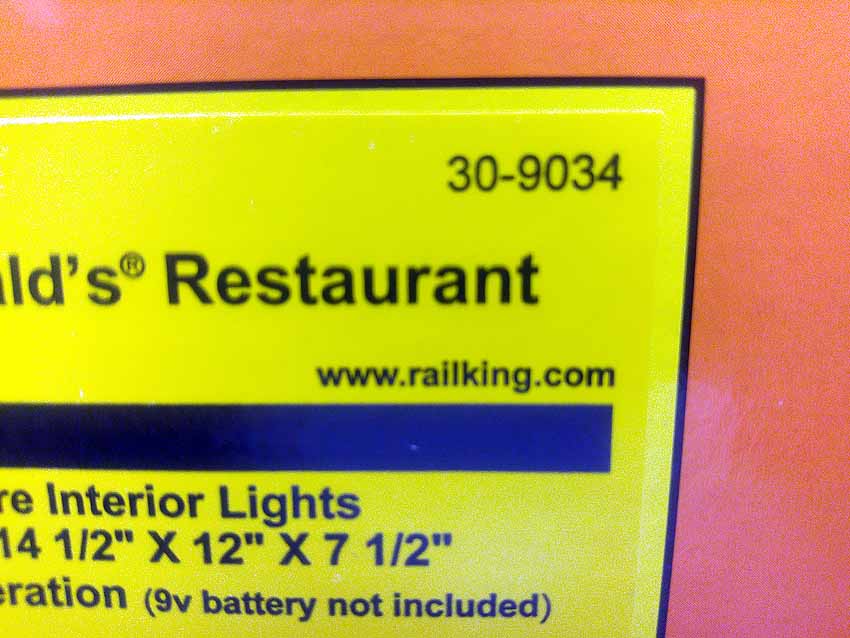 30-9034
ald's® Restaurant
www.railking.com
re Interior Lights
14 1/2" X 12" X 7 1/2"
eration (9v battery not included)